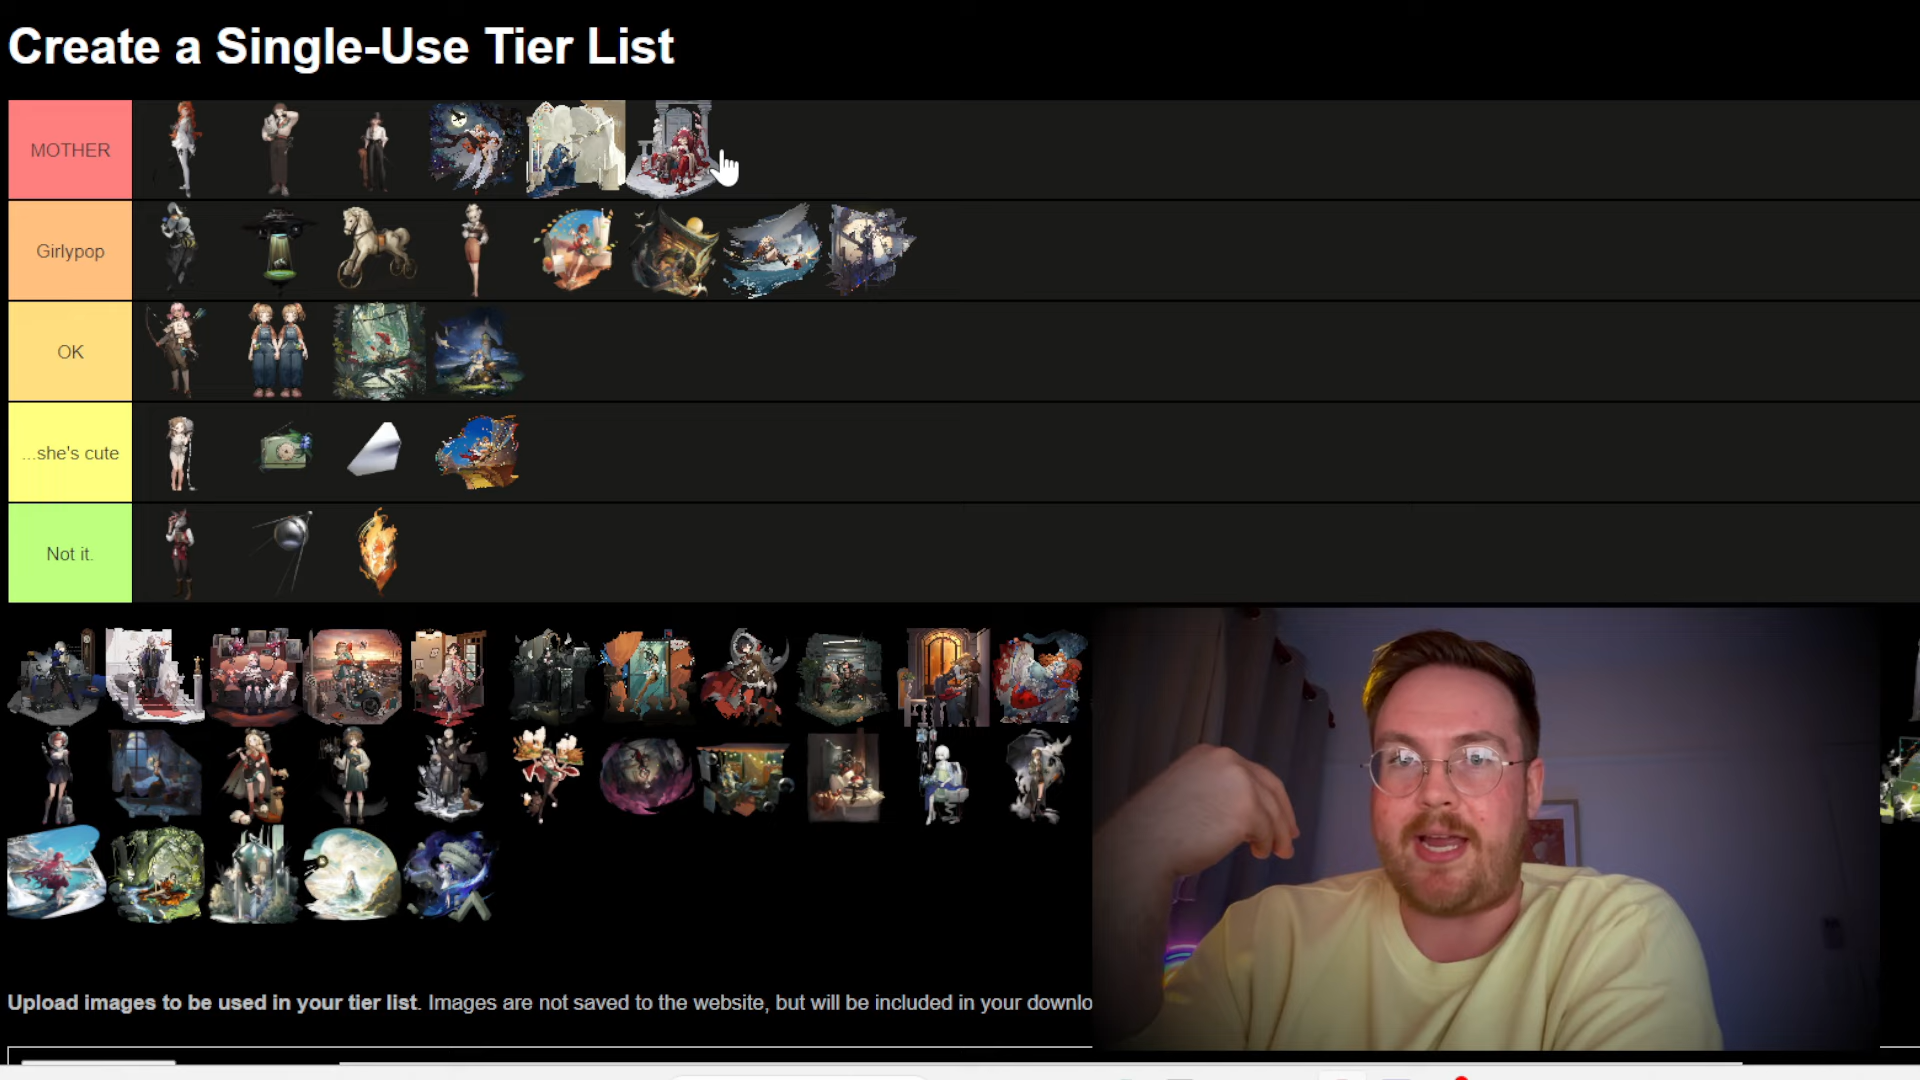 Create a Single-Use Tier List
MOTHER
Girlypop
OK
...she's cute
Not it.
Upload images to be used in your tier list. Images are not saved to the website, but will be included in your downlo